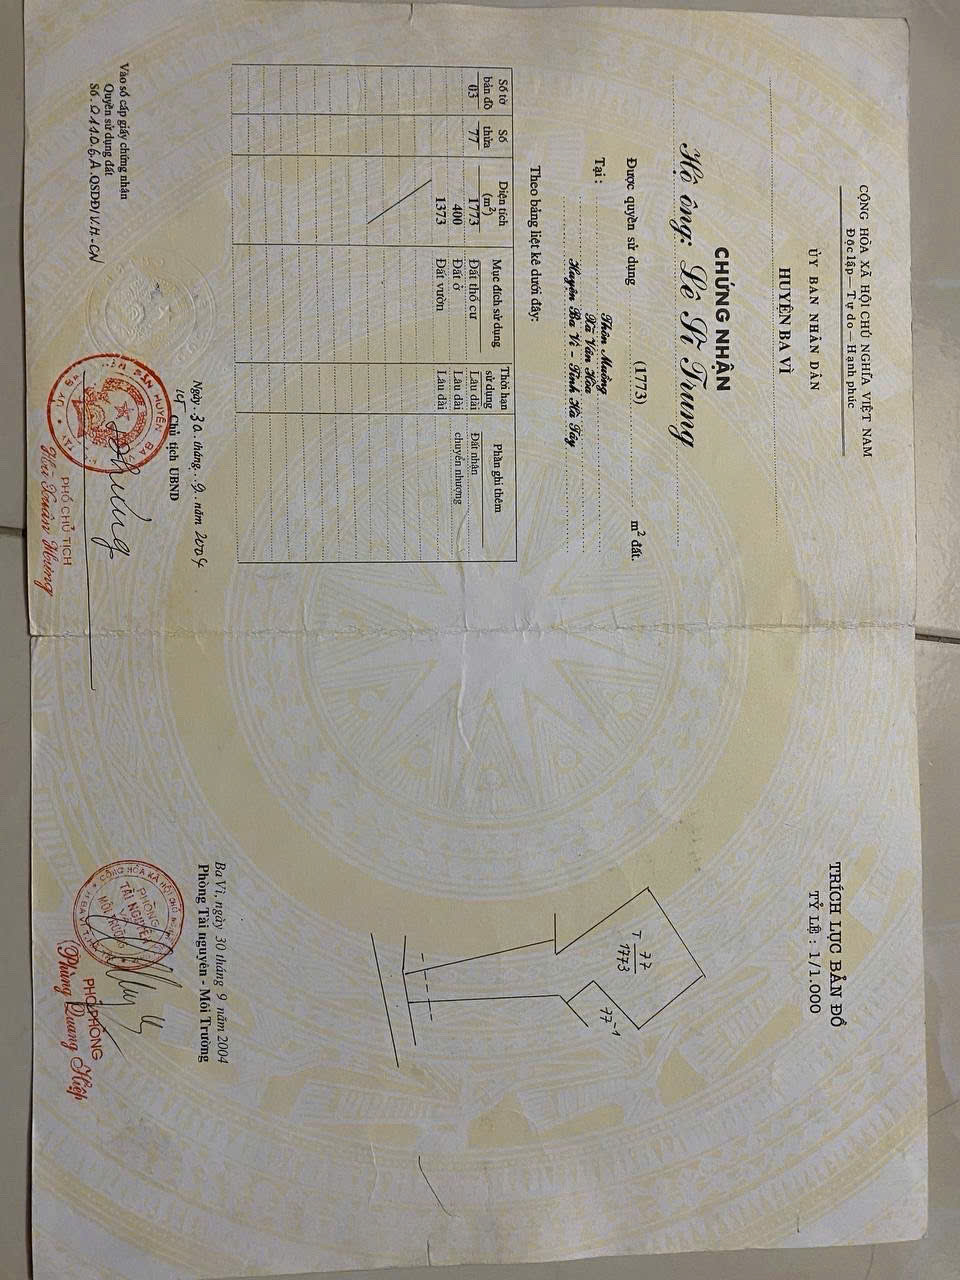 CỘNG HÒA XÃ HỘI CHỦ NGHĨA VIỆT NAM
Độc lập — Tự do — Hạnh phúc
ỦY BAN NHÂN DÂN
HUYỆN BA VÌ
CHỨNG NHẬN
Hộ ông: Lê Sĩ Trung
Được quyền sử dụng (1773) m² đất.
Tại : Thôn Muồng
Xã Vân Hòa
Huyện Ba Vì - Tỉnh Hà Tây
Theo bảng liệt kê dưới đây:
Số tờ bản đồ Số thửa Diện tích (m²) Mục đích sử dụng Thời hạn sử dụng Phần ghi thêm
03 77 1773 Đất thổ cư Lâu dài Đất nhân
400 Đất ở Lâu dài chuyển nhượng
1373 Đất vườn Lâu dài
Ngày 30 tháng 9 năm 2004
Chủ tịch UBND
PHÓ CHỦ TỊCH
Vào sổ cấp giấy chứng nhận
Quyền sử dụng đất
TRÍCH LỤC BẢN ĐỒ
TỶ LỆ : 1/1.000
T 77
1773
77-1
Ba Vì, ngày 30 tháng 9 năm 2004
Phòng Tài nguyên - Môi Trường
PHÒNG
TÀI NGUYÊN
MÔI TRƯỜNG
PHÓ PHÒNG
Phùng Quang Hiệp